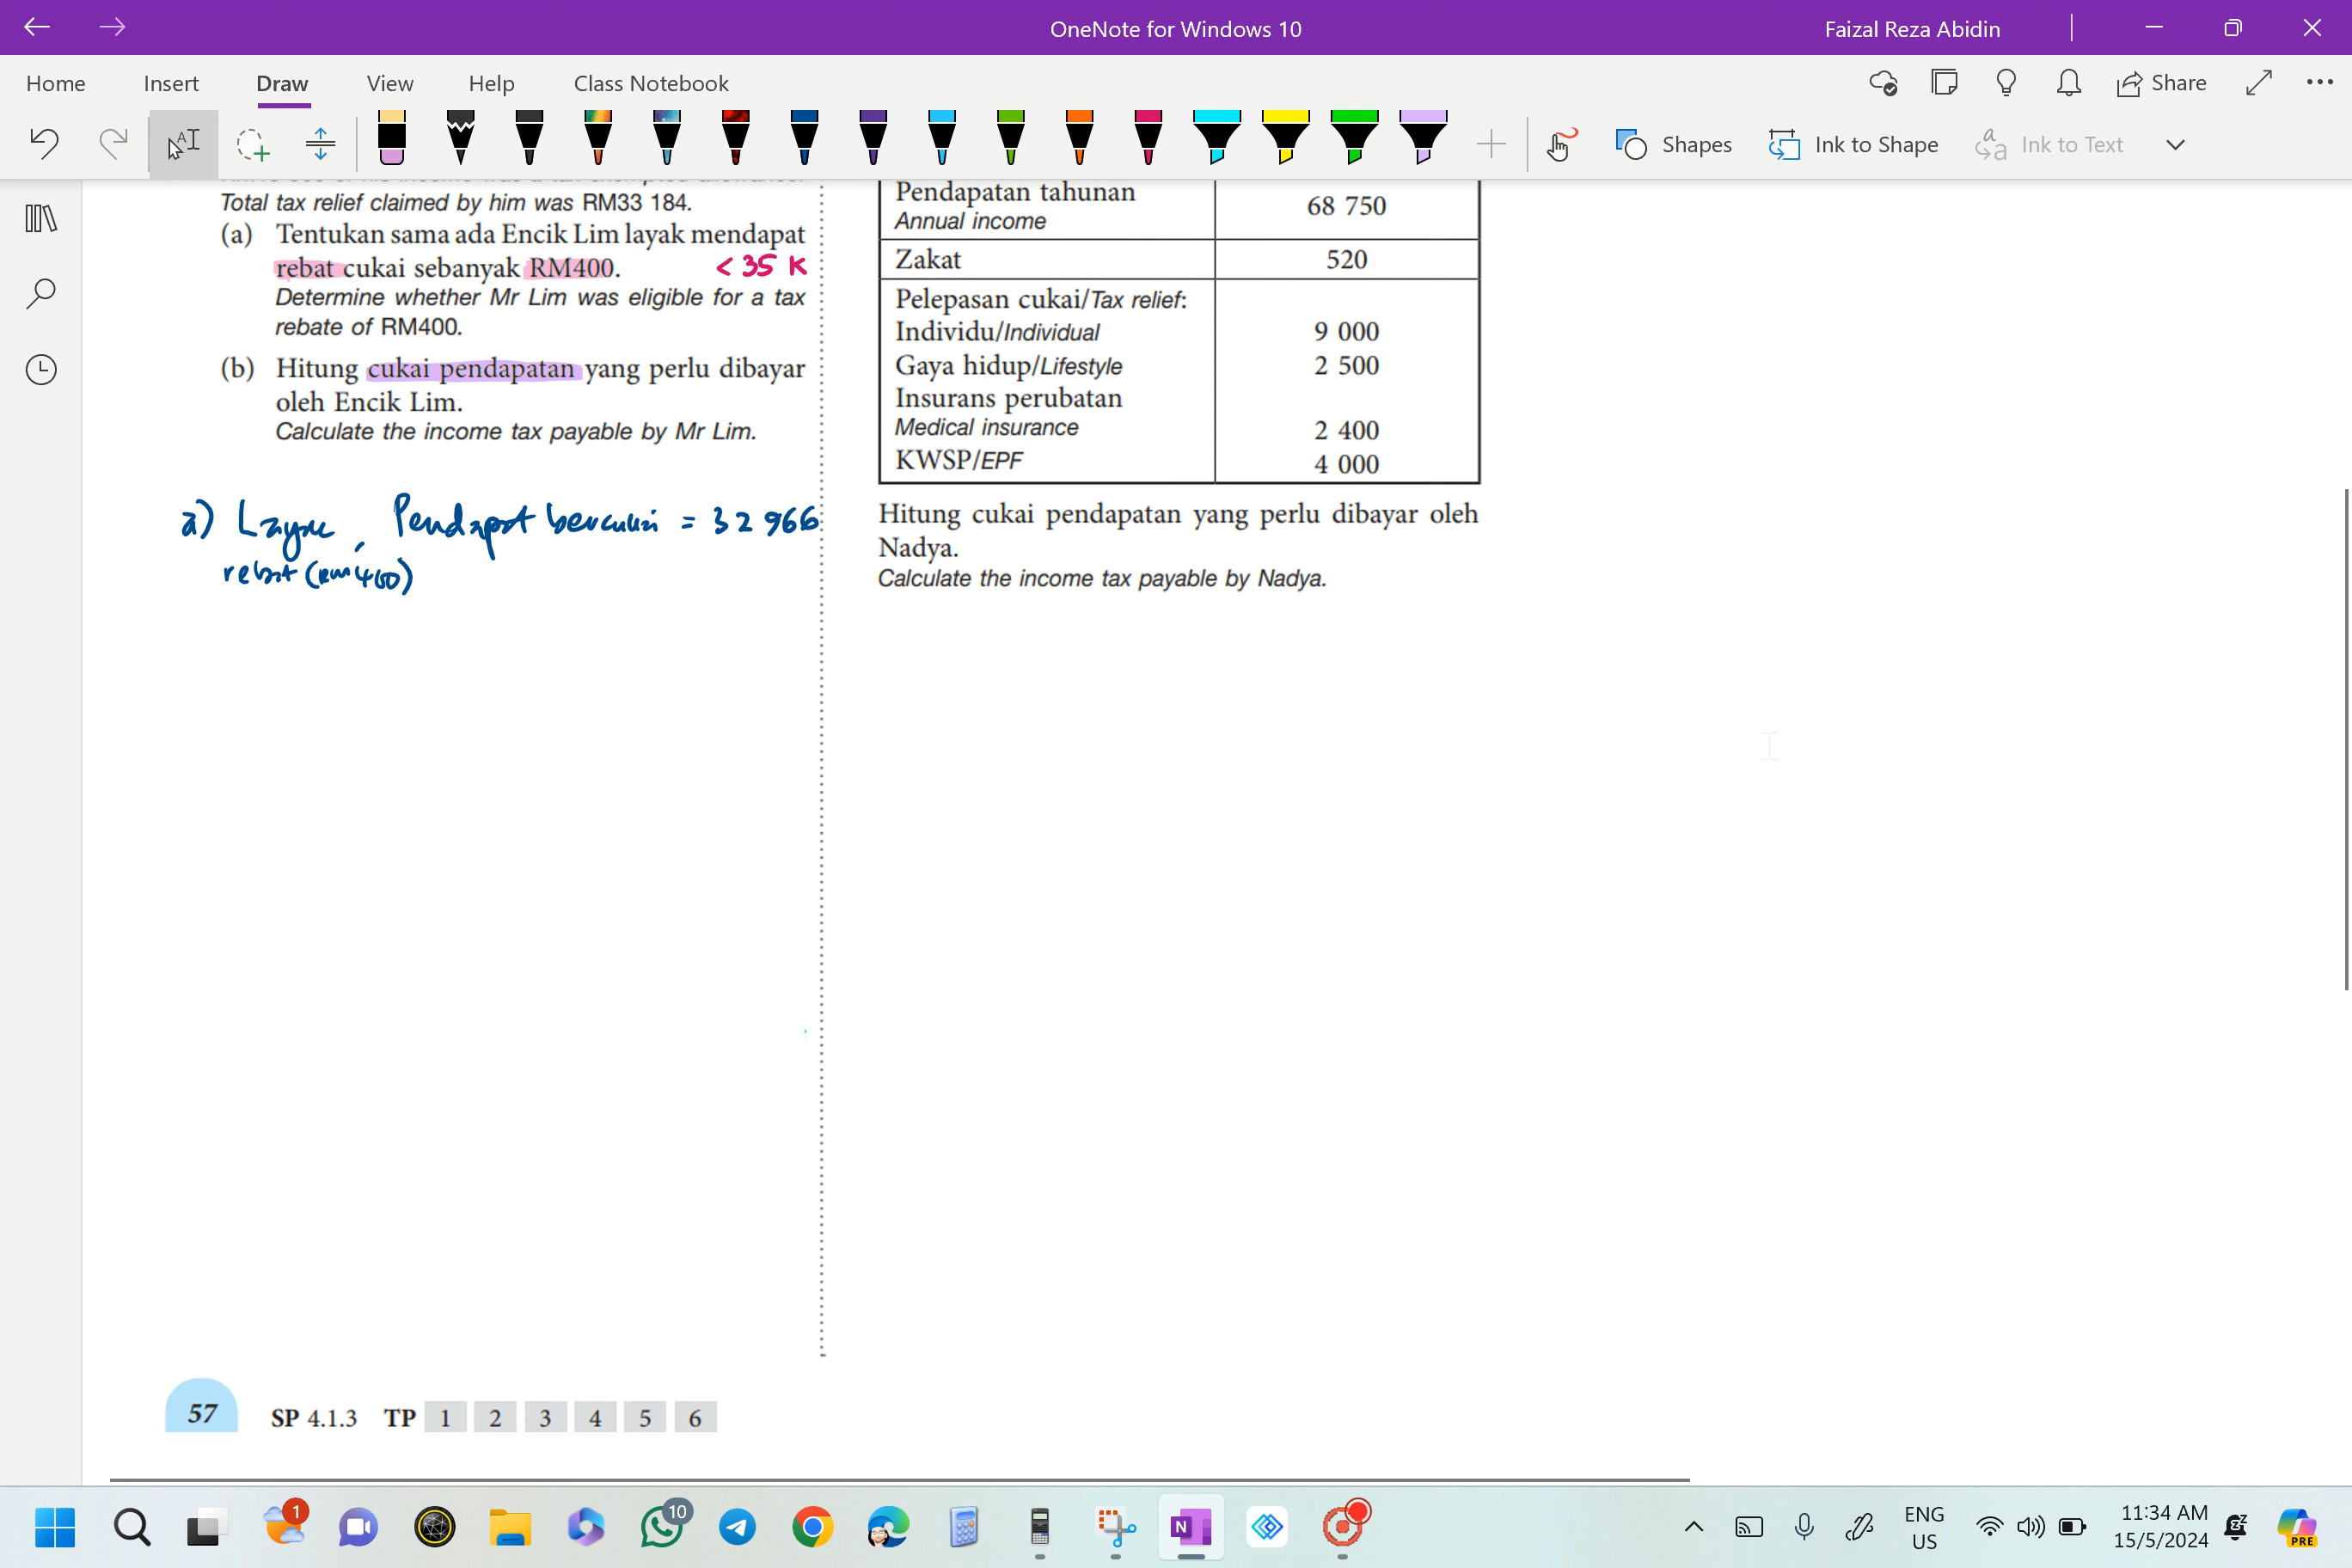 OneNote for Windows 10
Faizal Reza Abidin
Home Insert Draw View Help Class Notebook
Share
Shapes Ink to Shape Ink to Text
Total tax relief claimed by him was RM33 184.
(a) Tentukan sama ada Encik Lim layak mendapat
rebat cukai sebanyak RM400. < 35 K
Determine whether Mr Lim was eligible for a tax
rebate of RM400.
(b) Hitung cukai pendapatan yang perlu dibayar
oleh Encik Lim.
Calculate the income tax payable by Mr Lim.
a) Layak, Pendapat bercukai = 32 966
rebat (RM400)
Pendapatan tahunan
Annual income
68 750
Zakat 520
Pelepasan cukai/Tax relief:
Individu/Individual 9 000
Gaya hidup/Lifestyle 2 500
Insurans perubatan
Medical insurance 2 400
KWSP/EPF 4 000
Hitung cukai pendapatan yang perlu dibayar oleh
Nadya.
Calculate the income tax payable by Nadya.
57 SP 4.1.3 TP 1 2 3 4 5 6
1
10
ENG
US
11:34 AM
15/5/2024
PRE